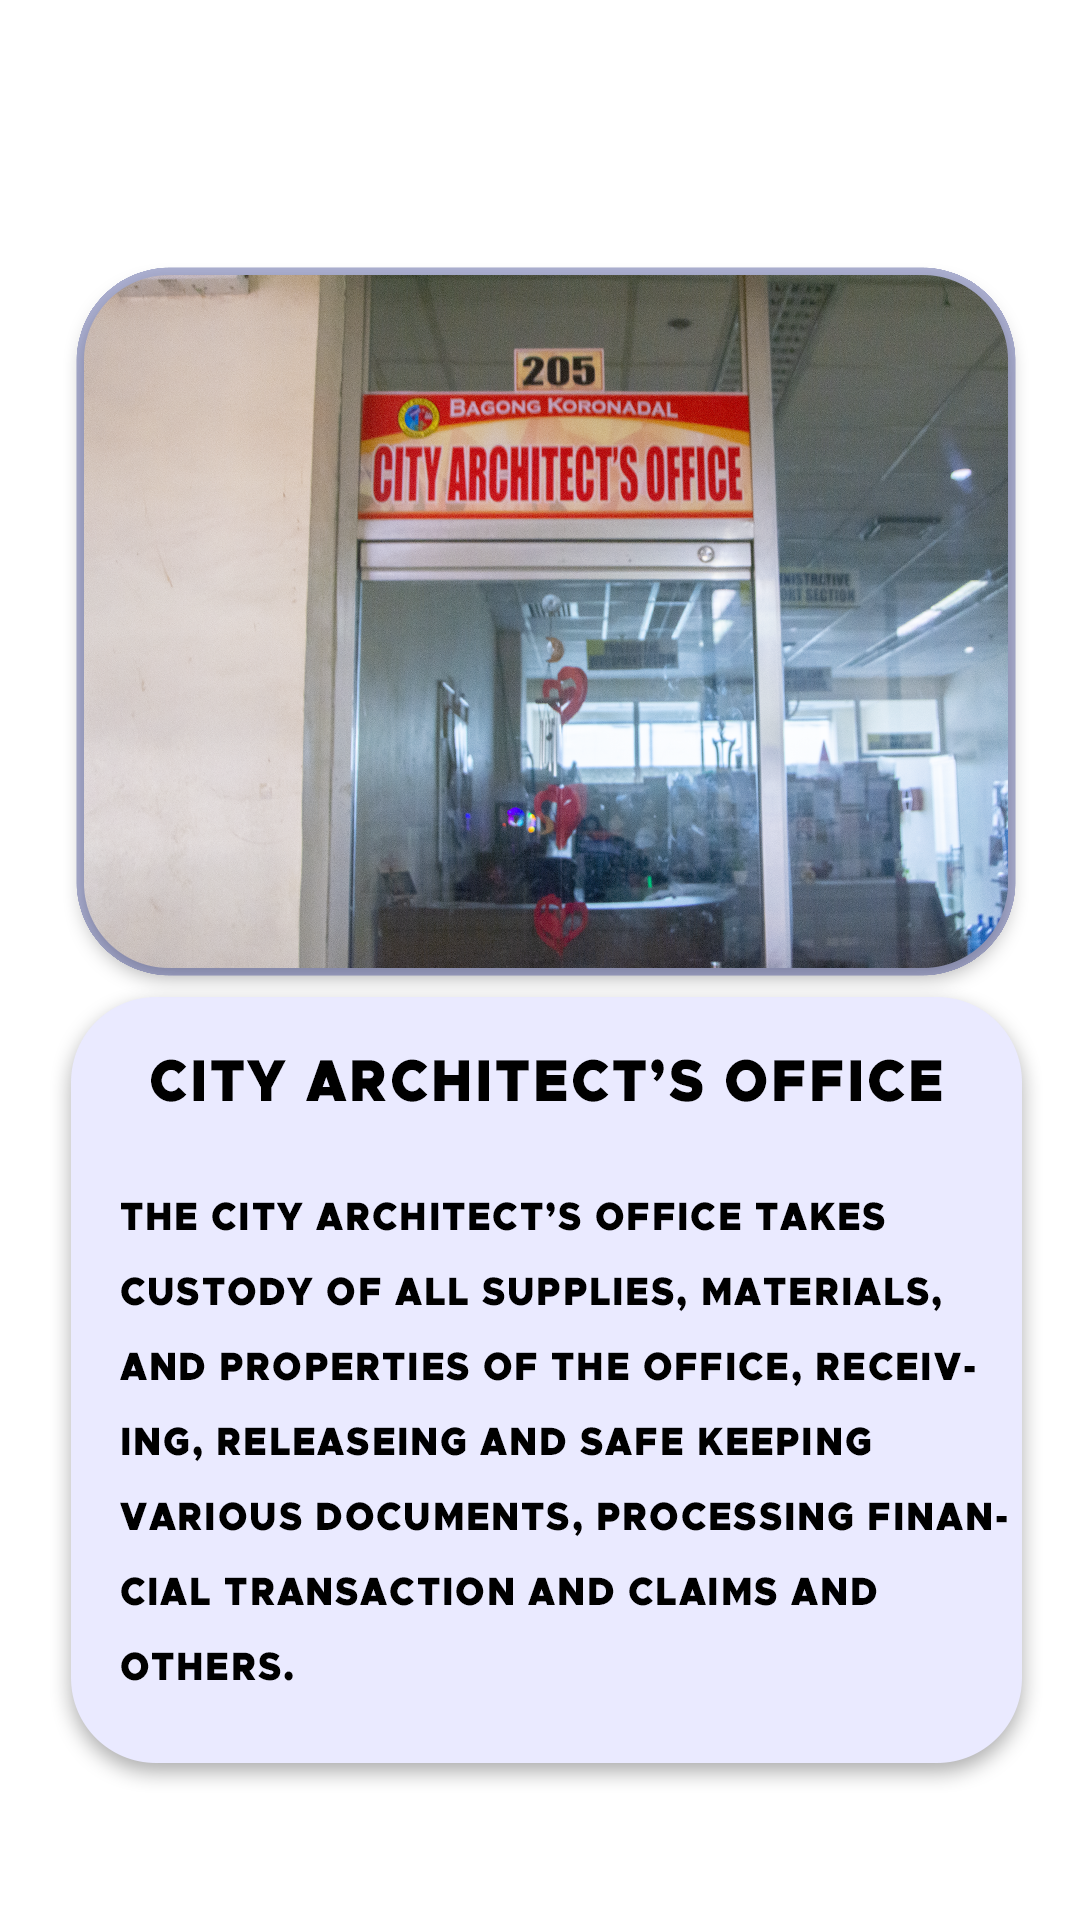 205
BAGONG KORONADAL
CITY ARCHITECT'S OFFICE
CITY ARCHITECT’S OFFICE
THE CITY ARCHITECT’S OFFICE TAKES
CUSTODY OF ALL SUPPLIES, MATERIALS,
AND PROPERTIES OF THE OFFICE, RECEIV-
ING, RELEASEING AND SAFE KEEPING
VARIOUS DOCUMENTS, PROCESSING FINAN-
CIAL TRANSACTION AND CLAIMS AND
OTHERS.